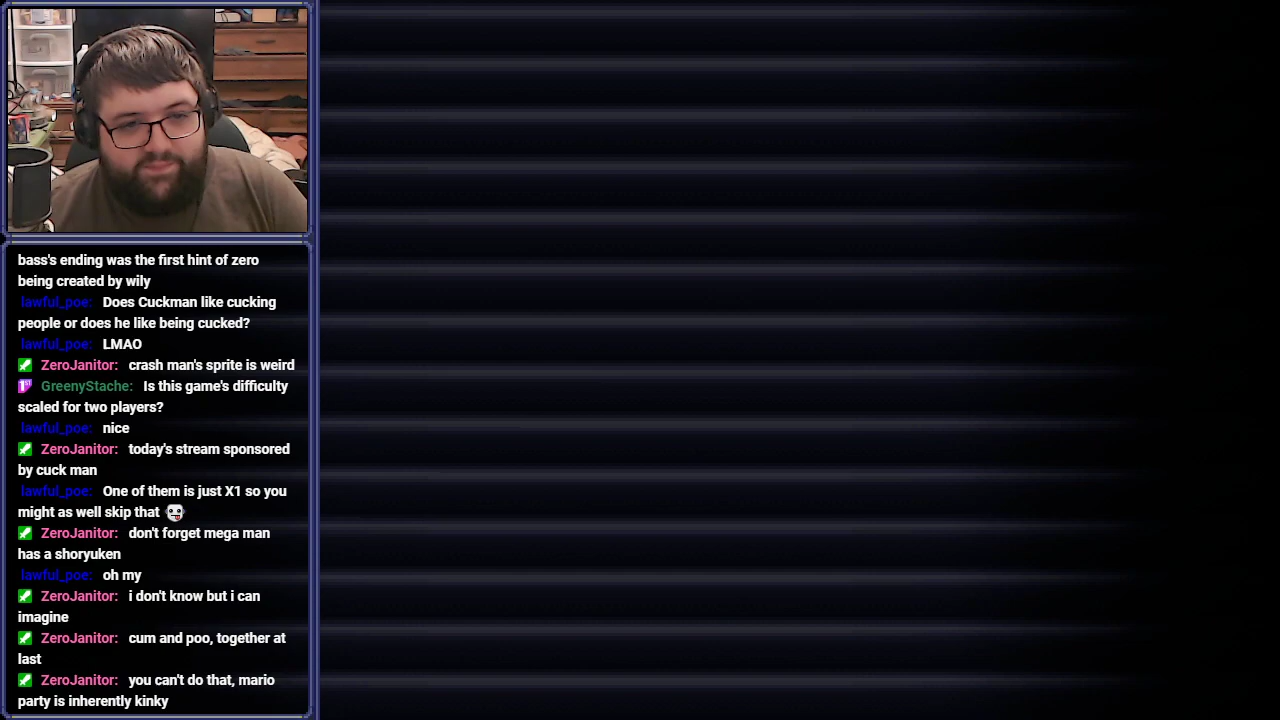 bass's ending was the first hint of zero
being created by wily
lawful_poe: Does Cuckman like cucking
people or does he like being cucked?
lawful_poe: LMAO
ZeroJanitor: crash man's sprite is weird
GreenyStache: Is this game's difficulty
scaled for two players?
lawful_poe: nice
ZeroJanitor: today's stream sponsored
by cuck man
lawful_poe: One of them is just X1 so you
might as well skip that
ZeroJanitor: don't forget mega man
has a shoryuken
lawful_poe: oh my
ZeroJanitor: i don't know but i can
imagine
ZeroJanitor: cum and poo, together at
last
ZeroJanitor: you can't do that, mario
party is inherently kinky